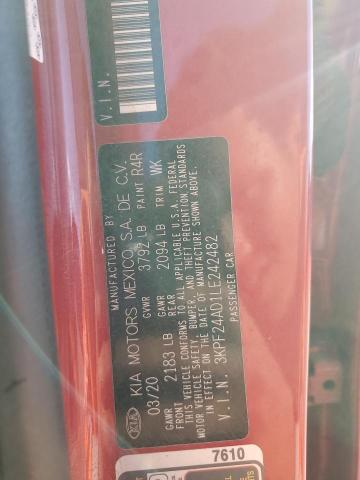 V.I.N.
MANUFACTURED BY
KIA KIA MOTORS MEXICO, S.A. DE C.V.
03/20 GVWR 3792 LB PAINT R4R
GAWR FRONT 2183 LB GAWR REAR 2094 LB TRIM WK
THIS VEHICLE CONFORMS TO ALL APPLICABLE U.S.A. FEDERAL
MOTOR VEHICLE SAFETY, BUMPER, AND THEFT PREVENTION STANDARDS
IN EFFECT ON THE DATE OF MANUFACTURE SHOWN ABOVE.
V.I.N. 3KPF24AD1LE242482
PASSENGER CAR
7610